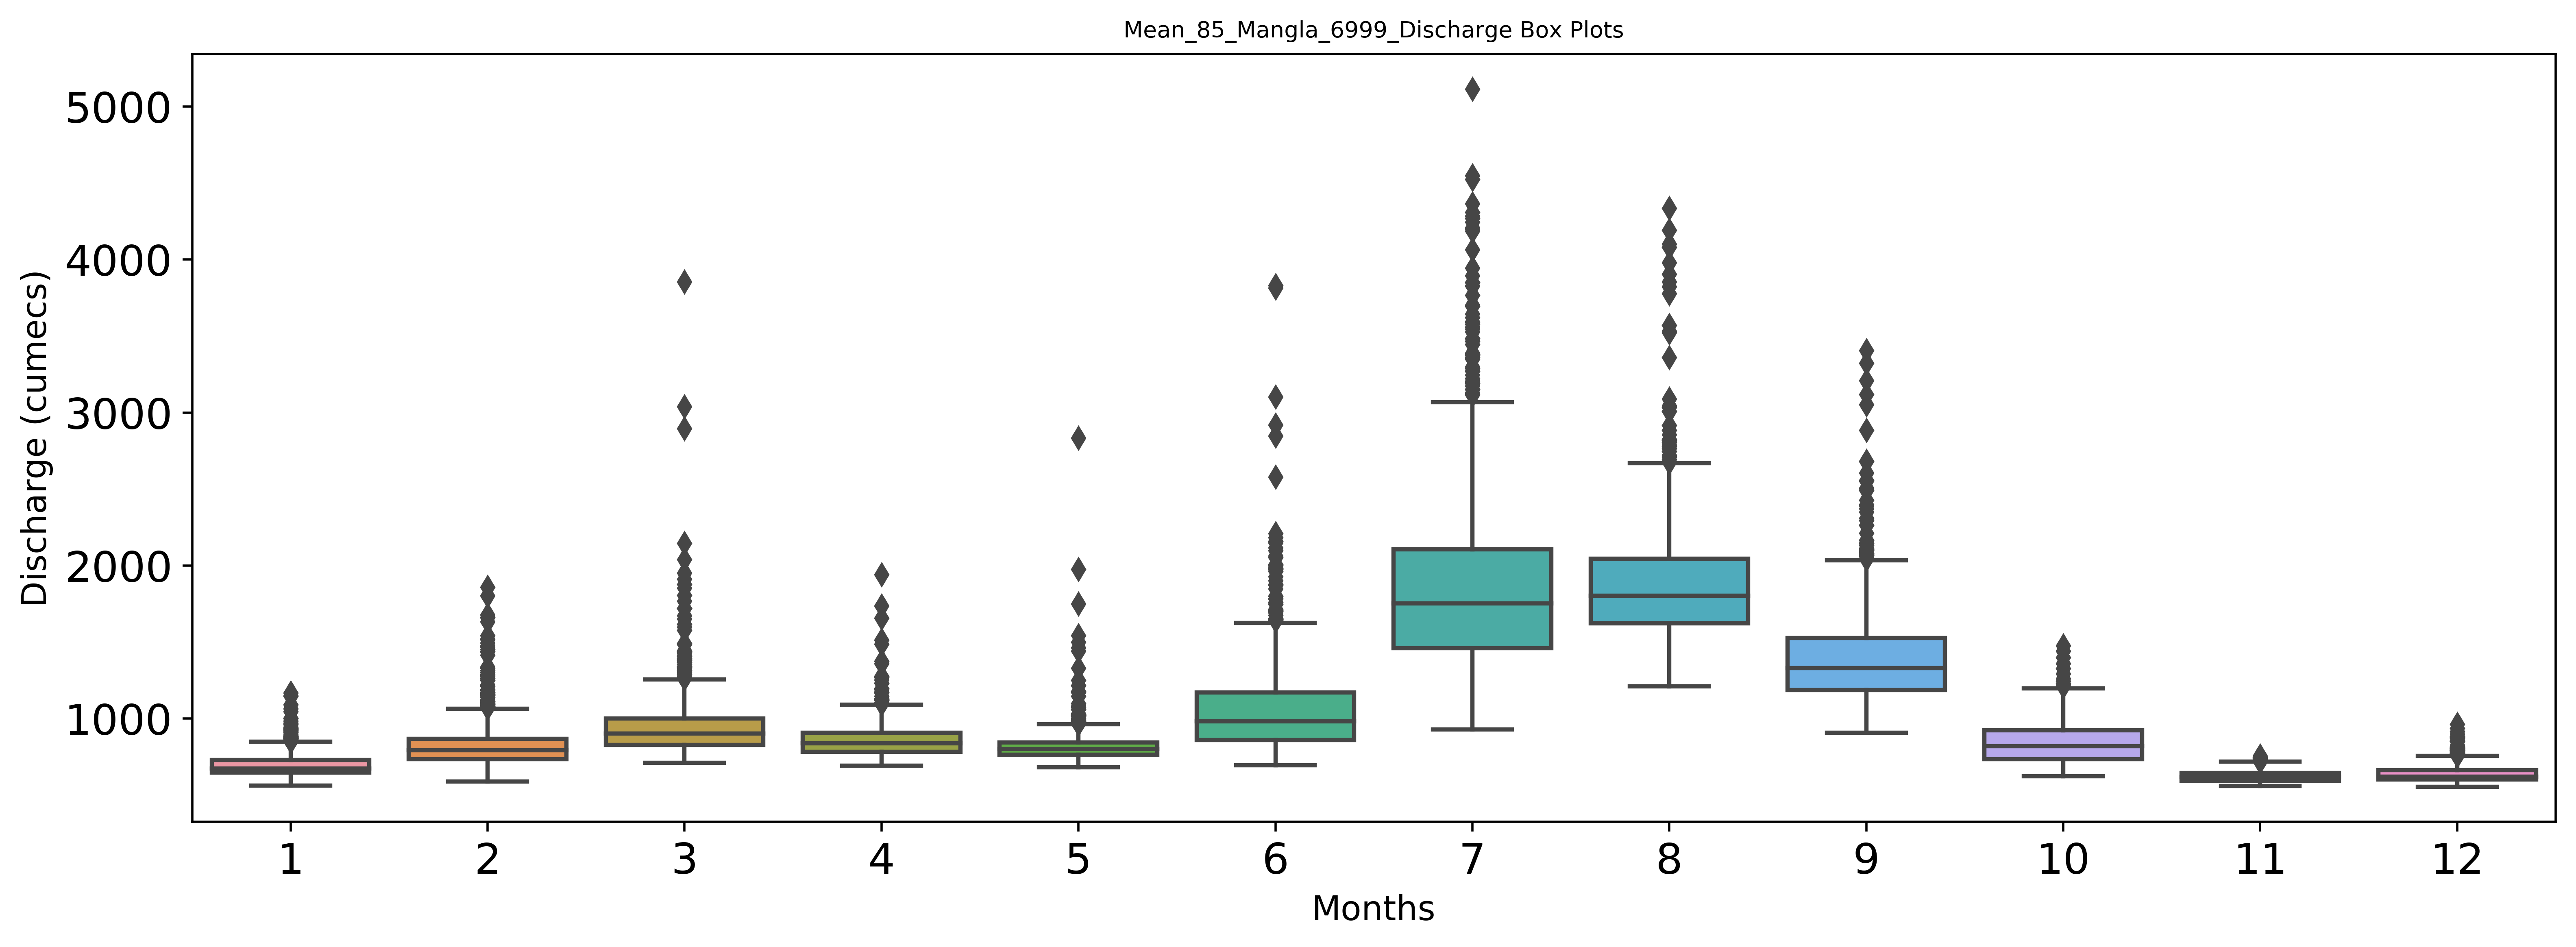 Mean_85_Mangla_6999_Discharge Box Plots
5000
4000
3000
2000
1000
Discharge (cumecs)
1 2 3 4 5 6 7 8 9 10 11 12
Months